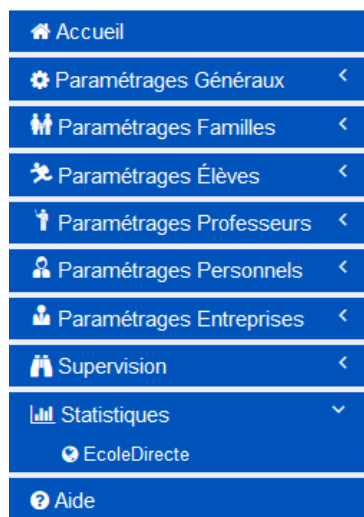 Accueil
Paramétrages Généraux
Paramétrages Familles
Paramétrages Élèves
Paramétrages Professeurs
Paramétrages Personnels
Paramétrages Entreprises
Supervision
Statistiques
EcoleDirecte
Aide